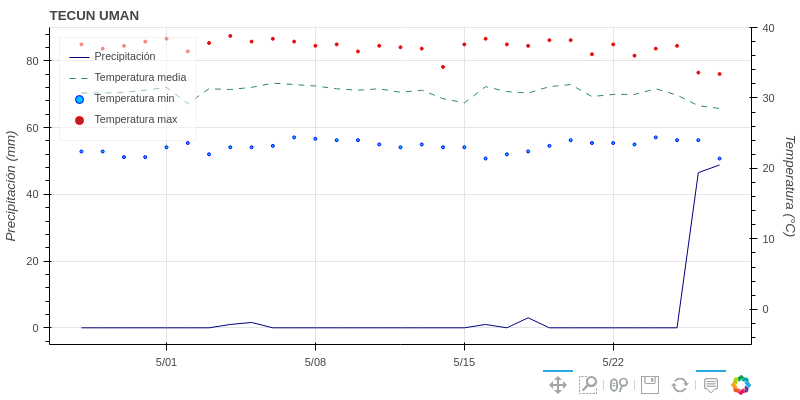 TECUN UMAN
Precipitación
Temperatura media
Temperatura min
Temperatura max
Precipitación (mm)
80
60
40
20
0
Temperatura (°C)
40
30
20
10
0
5/01
5/08
5/15
5/22